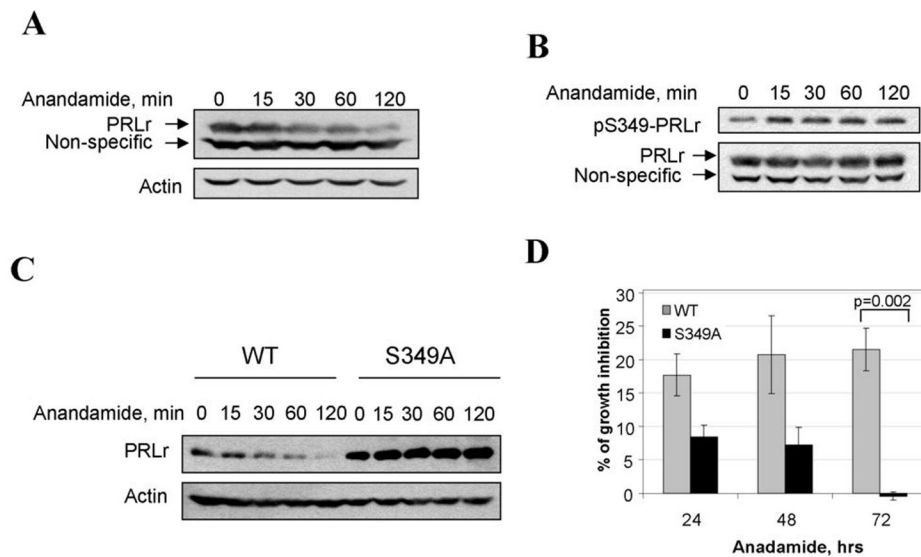 A
Anandamide, min 0 15 30 60 120
PRLr
Non-specific
Actin
B
Anandamide, min 0 15 30 60 120
pS349-PRLr
PRLr
Non-specific
C
WT S349A
Anandamide, min 0 15 30 60 120 0 15 30 60 120
PRLr
Actin
D
% of growth inhibition
30
25
20
15
10
5
0
WT
S349A
p=0.002
24 48 72
Anadamide, hrs